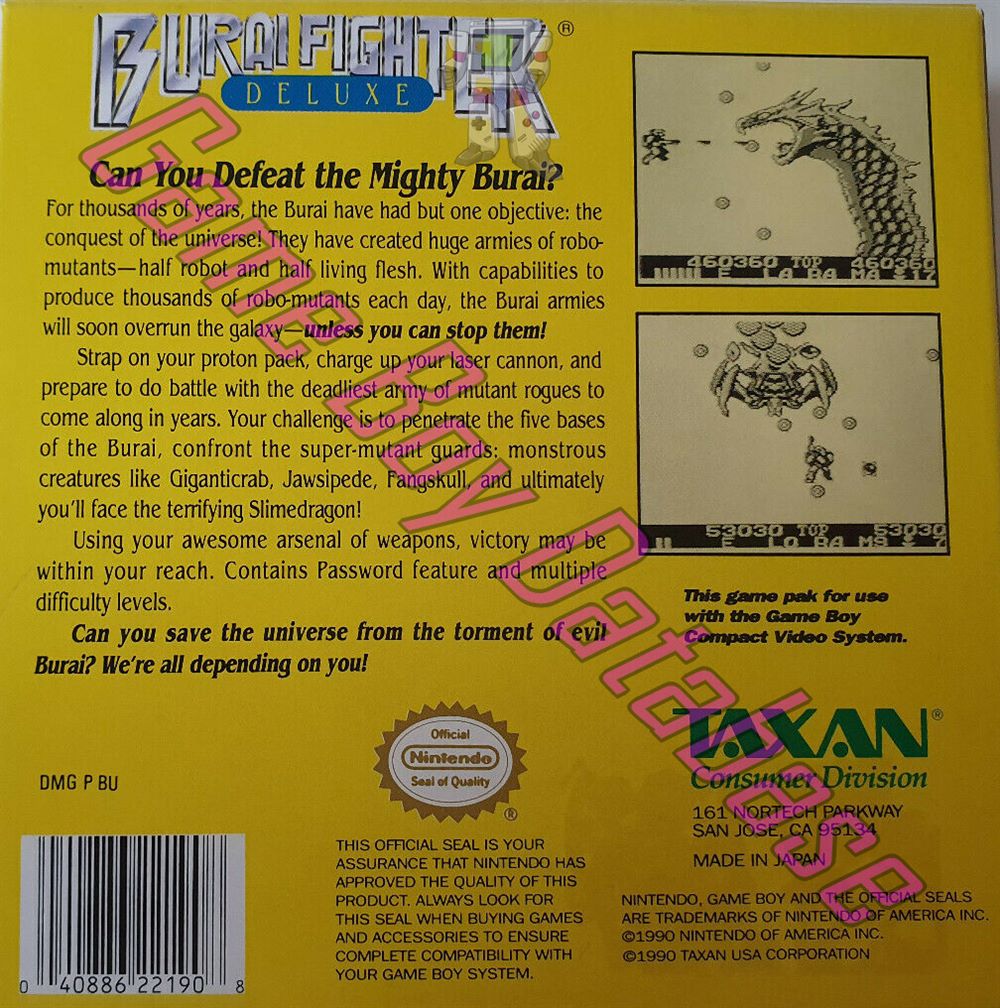 BURAI FIGHTER ®
DELUXE
Can You Defeat the Mighty Burai?
For thousands of years, the Burai have had but one objective: the
conquest of the universe! They have created huge armies of robo-
mutants—half robot and half living flesh. With capabilities to
produce thousands of robo-mutants each day, the Burai armies
will soon overrun the galaxy—unless you can stop them!
Strap on your proton pack, charge up your laser cannon, and
prepare to do battle with the deadliest army of mutant rogues to
come along in years. Your challenge is to penetrate the five bases
of the Burai, confront the super-mutant guards: monstrous
creatures like Giganticrab, Jawsipede, Fangskull, and ultimately
you'll face the terrifying Slimedragon!
Using your awesome arsenal of weapons, victory may be
within your reach. Contains Password feature and multiple
difficulty levels.
Can you save the universe from the torment of evil
Burai? We're all depending on you!
460360 TOP 460360
E LA RA MA 17
53030 TOP 53030
E LO RA MA 7
This game pak for use
with the Game Boy
Compact Video System.
Official
Nintendo
Seal of Quality
®
TAXAN®
Consumer Division
161 NORTECH PARKWAY
SAN JOSE, CA 95134
MADE IN JAPAN
DMG P BU
0 40886 22190 8
THIS OFFICIAL SEAL IS YOUR
ASSURANCE THAT NINTENDO HAS
APPROVED THE QUALITY OF THIS
PRODUCT. ALWAYS LOOK FOR
THIS SEAL WHEN BUYING GAMES
AND ACCESSORIES TO ENSURE
COMPLETE COMPATIBILITY WITH
YOUR GAME BOY SYSTEM.
NINTENDO, GAME BOY AND THE OFFICIAL SEALS
ARE TRADEMARKS OF NINTENDO OF AMERICA INC.
©1990 NINTENDO OF AMERICA INC.
©1990 TAXAN USA CORPORATION
Game Boy Database